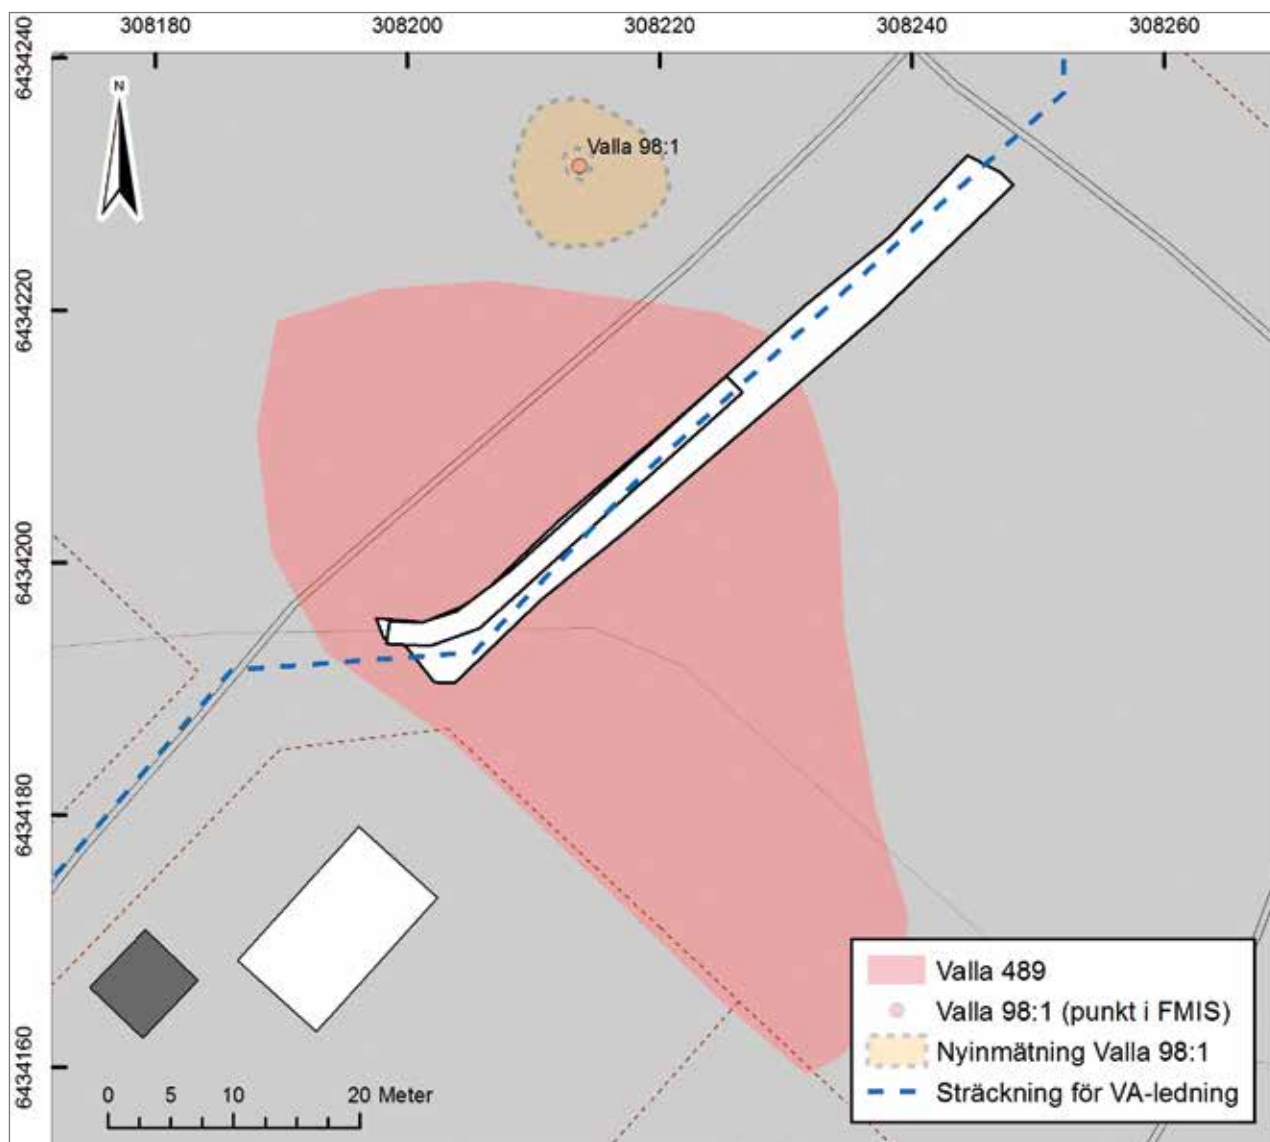 308180 308200 308220 308240 308260
6434240
N
Valla 98:1
6434220
6434200
6434180
6434160
Valla 489
Valla 98:1 (punkt i FMIS)
Nyinmätning Valla 98:1
Sträckning för VA-ledning
0 5 10 20 Meter